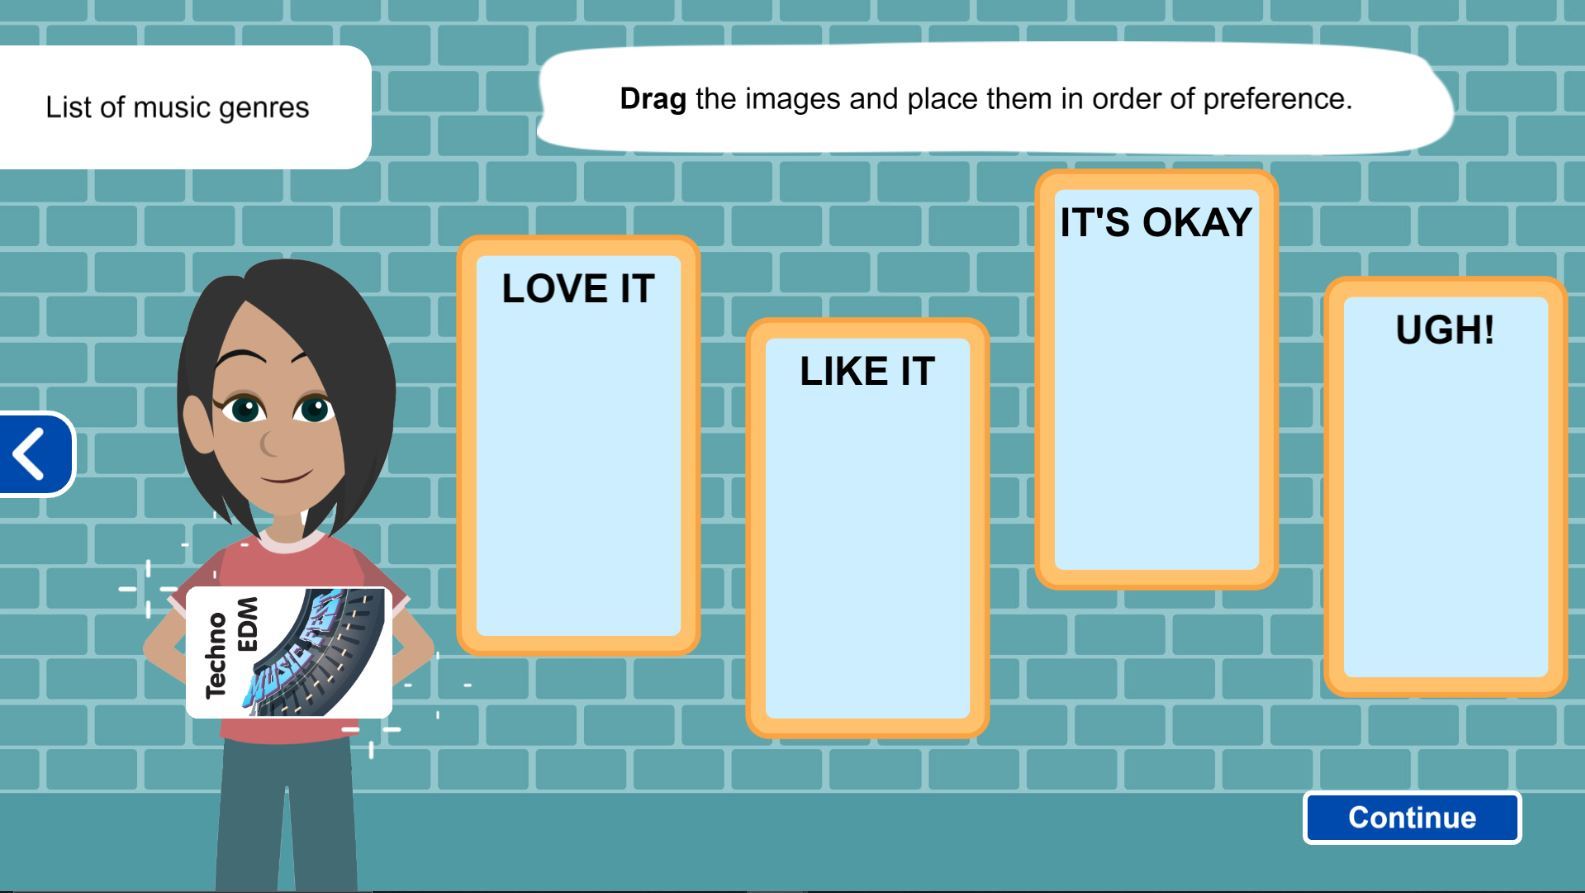 List of music genres
Drag the images and place them in order of preference.
LOVE IT
LIKE IT
IT'S OKAY
UGH!
Techno
EDM
MUSIC
Continue